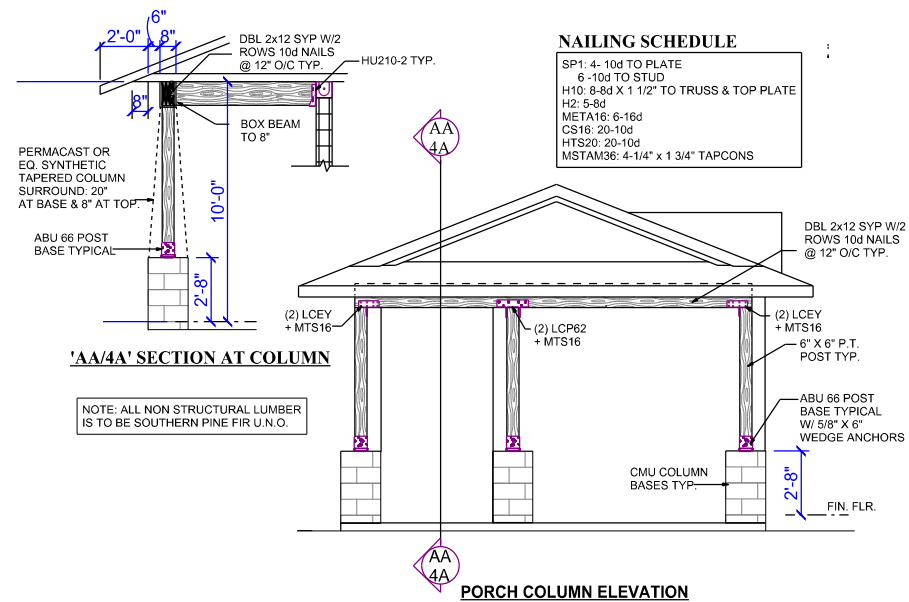 6"
2'-0"
8"
DBL 2x12 SYP W/2
ROWS 10d NAILS
@ 12" O/C TYP.
HU210-2 TYP.
8"
BOX BEAM
TO 8"
PERMACAST OR
EQ. SYNTHETIC
TAPERED COLUMN
SURROUND: 20"
AT BASE & 8" AT TOP.
10'-0"
ABU 66 POST
BASE TYPICAL
2'-8"
'AA/4A' SECTION AT COLUMN
NOTE: ALL NON STRUCTURAL LUMBER
IS TO BE SOUTHERN PINE FIR U.N.O.
NAILING SCHEDULE
SP1: 4- 10d TO PLATE
6 -10d TO STUD
H10: 8-8d X 1 1/2" TO TRUSS & TOP PLATE
H2: 5-8d
META16: 6-16d
CS16: 20-10d
HTS20: 20-10d
MSTAM36: 4-1/4" x 1 3/4" TAPCONS
AA
4A
DBL 2x12 SYP W/2
ROWS 10d NAILS
@ 12" O/C TYP.
(2) LCEY
+ MTS16
(2) LCP62
+ MTS16
(2) LCEY
+ MTS16
6" X 6" P.T.
POST TYP.
ABU 66 POST
BASE TYPICAL
W/ 5/8" X 6"
WEDGE ANCHORS
CMU COLUMN
BASES TYP.
2'-8"
FIN. FLR.
AA
4A
PORCH COLUMN ELEVATION